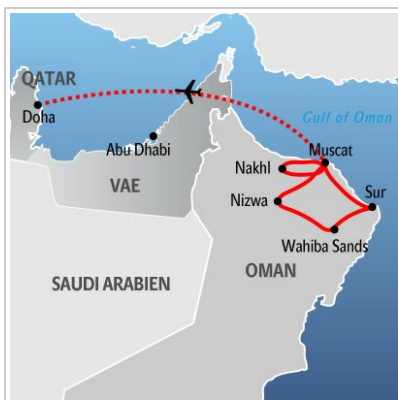 QATAR
Doha
Abu Dhabi
VAE
Gulf of Oman
Muscat
Nakhl
Nizwa
Sur
Wahiba Sands
OMAN
SAUDI ARABIEN